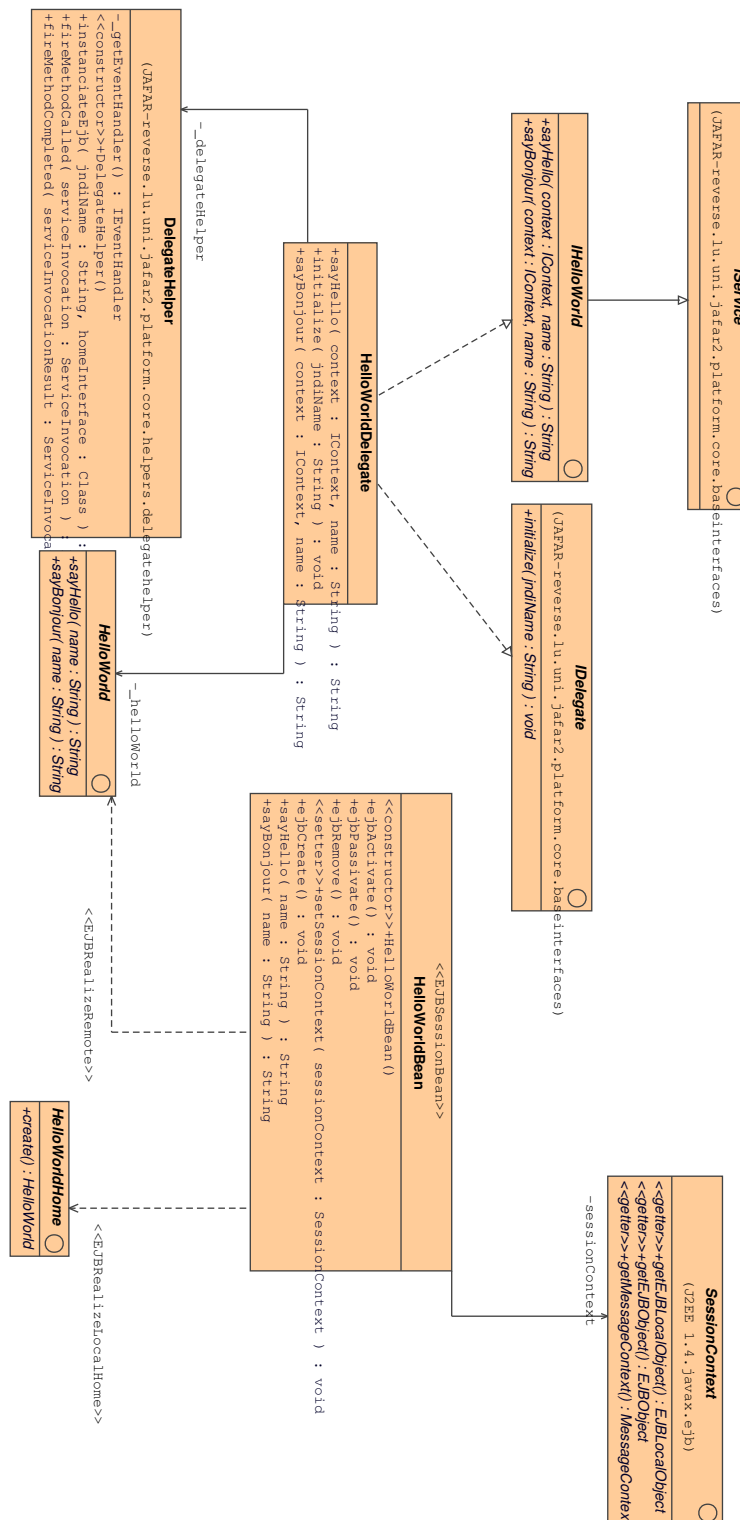 IService
(JAFAR-reverse.lu.uni.jafar2.platform.core.baseinterfaces)
IHelloWorld
+sayHello( context : IContext, name : String ) : String
+sayBonjour( context : IContext, name : String ) : String
IDelegate
(JAFAR-reverse.lu.uni.jafar2.platform.core.baseinterfaces)
+initialize( jndiName : String ) : void
SessionContext
(J2EE 1.4.javax.ejb)
<<getter>>+getEJBLocalObject() : EJBLocalObject
<<getter>>+getEJBObject() : EJBObject
<<getter>>+getMessageContext() : MessageContex
HelloWorldDelegate
+sayHello( context : IContext, name : String ) : String
+initialize( jndiName : String ) : void
+sayBonjour( context : IContext, name : String ) : String
-sessionContext
<<EJBSessionBean>>
HelloWorldBean
<<constructor>>+HelloWorldBean()
+ejbActivate() : void
+ejbPassivate() : void
+ejbRemove() : void
<<setter>>+setSessionContext( sessionContext : SessionContext ) : void
+ejbCreate() : void
+sayHello( name : String ) : String
+sayBonjour( name : String ) : String
-_delegateHelper
DelegateHelper
(JAFAR-reverse.lu.uni.jafar2.platform.core.helpers.delegatehelper)
-_getEventHandler() : IEventHandler
<<constructor>>+DelegateHelper()
+instanciateEjb( jndiName : String, homeInterface : Class ) :
+fireMethodCalled( serviceInvocation : ServiceInvocation ) :
+fireMethodCompleted( serviceInvocationResult : ServiceInvoca
-_helloWorld
HelloWorld
+sayHello( name : String ) : String
+sayBonjour( name : String ) : String
<<EJBRealizeRemote>>
<<EJBRealizeLocalHome>>
HelloWorldHome
+create() : HelloWorld